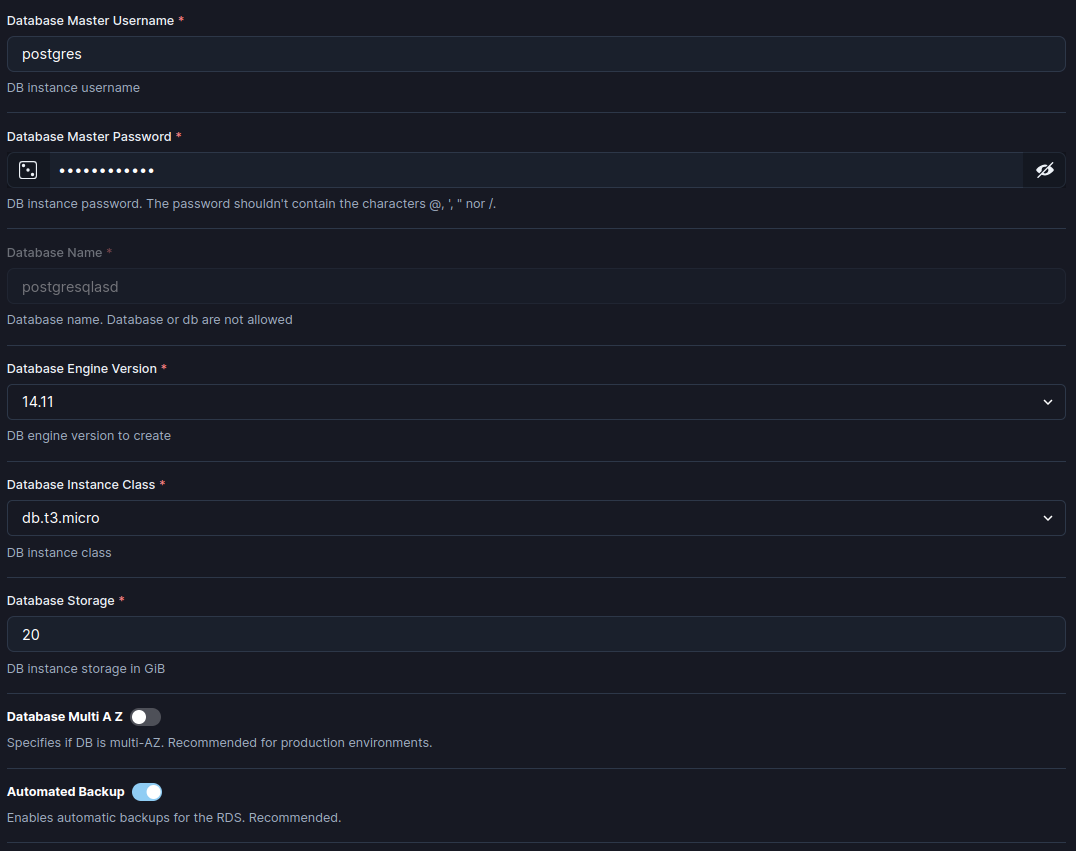 Database Master Username *
postgres
DB instance username
Database Master Password *
••••••••••••
DB instance password. The password shouldn't contain the characters @, ', " nor /.
Database Name *
postgresqlasd
Database name. Database or db are not allowed
Database Engine Version *
14.11
DB engine version to create
Database Instance Class *
db.t3.micro
DB instance class
Database Storage *
20
DB instance storage in GiB
Database Multi A Z
Specifies if DB is multi-AZ. Recommended for production environments.
Automated Backup
Enables automatic backups for the RDS. Recommended.